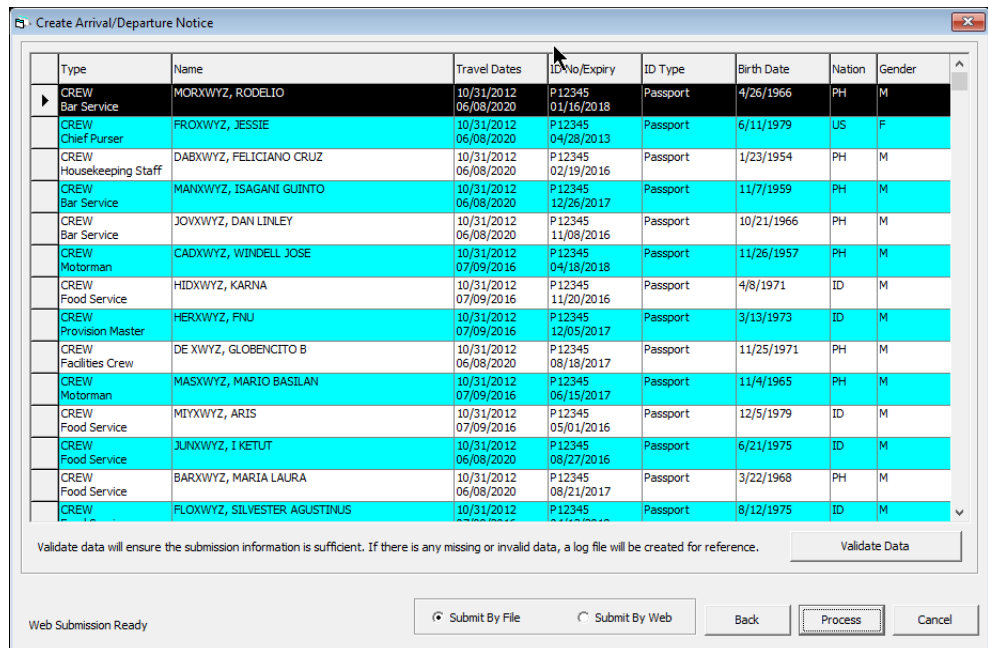 Create Arrival/Departure Notice
Type Name Travel Dates ID No/Expiry ID Type Birth Date Nation Gender
CREW MORXWYZ, RODELIO 10/31/2012 P12345 Passport 4/26/1966 PH M
Bar Service 06/08/2020 01/16/2018
CREW FROXWYZ, JESSIE 10/31/2012 P12345 Passport 6/11/1979 US F
Chief Purser 06/08/2020 04/28/2013
CREW DABXWYZ, FELICIANO CRUZ 10/31/2012 P12345 Passport 1/23/1954 PH M
Housekeeping Staff 06/08/2020 02/19/2016
CREW MANXWYZ, ISAGANI GUINTO 10/31/2012 P12345 Passport 11/7/1959 PH M
Bar Service 06/08/2020 12/26/2017
CREW JOVXWYZ, DAN LINLEY 10/31/2012 P12345 Passport 10/21/1966 PH M
Bar Service 06/08/2020 11/08/2016
CREW CADXWYZ, WINDELL JOSE 10/31/2012 P12345 Passport 11/26/1957 PH M
Motorman 07/09/2016 04/18/2018
CREW HIDXWYZ, KARNA 10/31/2012 P12345 Passport 4/8/1971 ID M
Food Service 07/09/2016 11/20/2016
CREW HERXWYZ, FNU 10/31/2012 P12345 Passport 3/13/1973 ID M
Provision Master 07/09/2016 12/05/2017
CREW DE XWYZ, GLOBENCITO B 10/31/2012 P12345 Passport 11/25/1971 PH M
Facilities Crew 06/08/2020 08/18/2017
CREW MASXWYZ, MARIO BASILAN 10/31/2012 P12345 Passport 11/4/1965 PH M
Motorman 07/09/2016 06/15/2017
CREW MIYXWYZ, ARIS 10/31/2012 P12345 Passport 12/5/1979 ID M
Food Service 07/09/2016 05/01/2016
CREW JUNXWYZ, I KETUT 10/31/2012 P12345 Passport 6/21/1975 ID M
Food Service 06/08/2020 08/27/2016
CREW BARXWYZ, MARIA LAURA 10/31/2012 P12345 Passport 3/22/1968 PH M
Food Service 06/08/2020 08/21/2017
CREW FLOXWYZ, SILVESTER AGUSTINUS 10/31/2012 P12345 Passport 8/12/1975 ID M
Validate data will ensure the submission information is sufficient. If there is any missing or invalid data, a log file will be created for reference. Validate Data
Web Submission Ready Submit By File Submit By Web Back Process Cancel